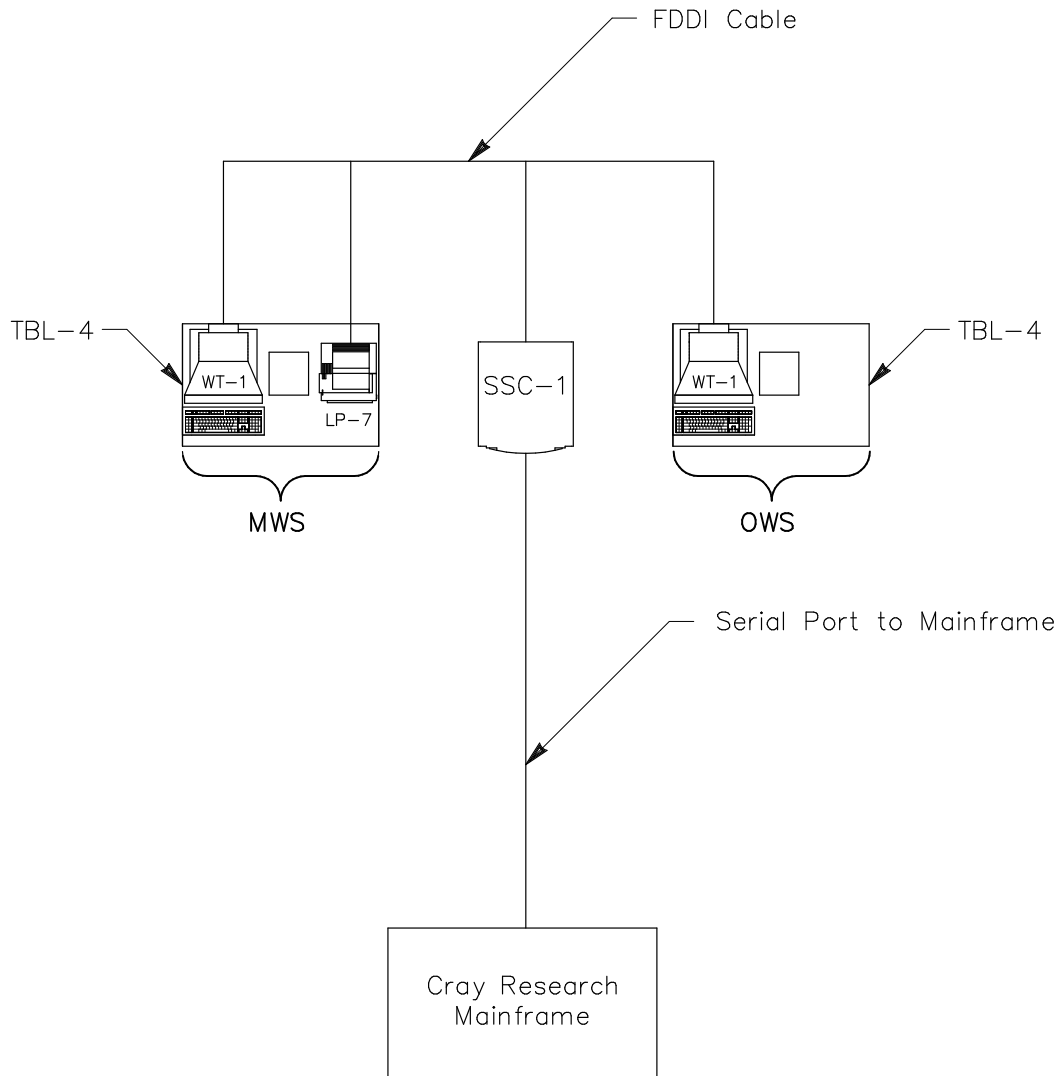 FDDI Cable
TBL-4
WT-1
LP-7
SSC-1
WT-1
TBL-4
MWS
OWS
Serial Port to Mainframe
Cray Research
Mainframe